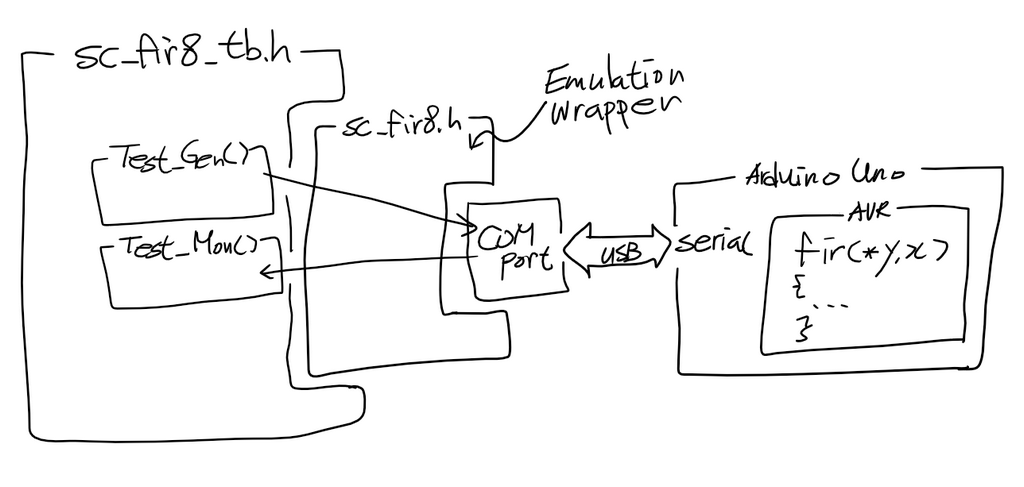 sc_fir8_tb.h
Emulation
wrapper
sc_fir8.h
Test_Gen()
Test_Mon()
COM
port
USB
Arduino Uno
serial
AVR
fir(*y,x)
{
...
}